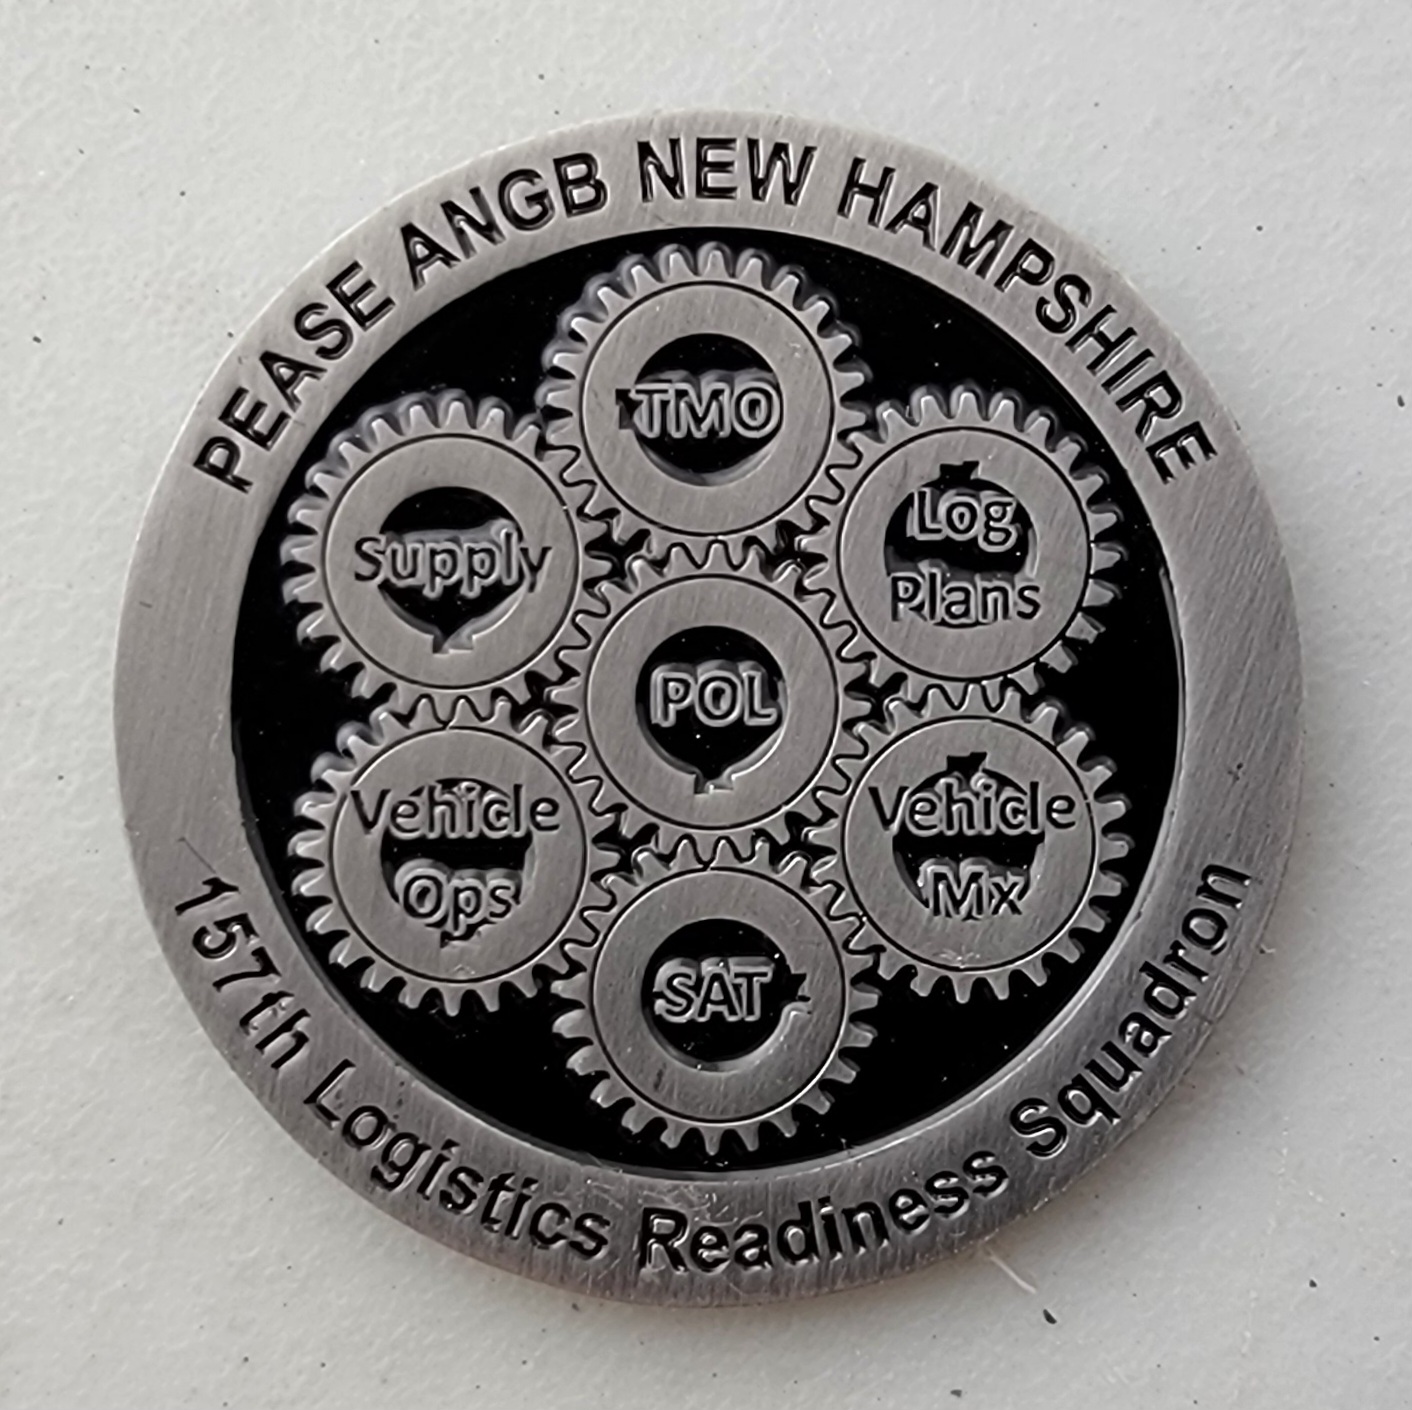 PEASE ANGB NEW HAMPSHIRE
TMO
Supply
Log
Plans
POL
Vehicle
Ops
Vehicle
Mx
SAT
157th Logistics Readiness Squadron